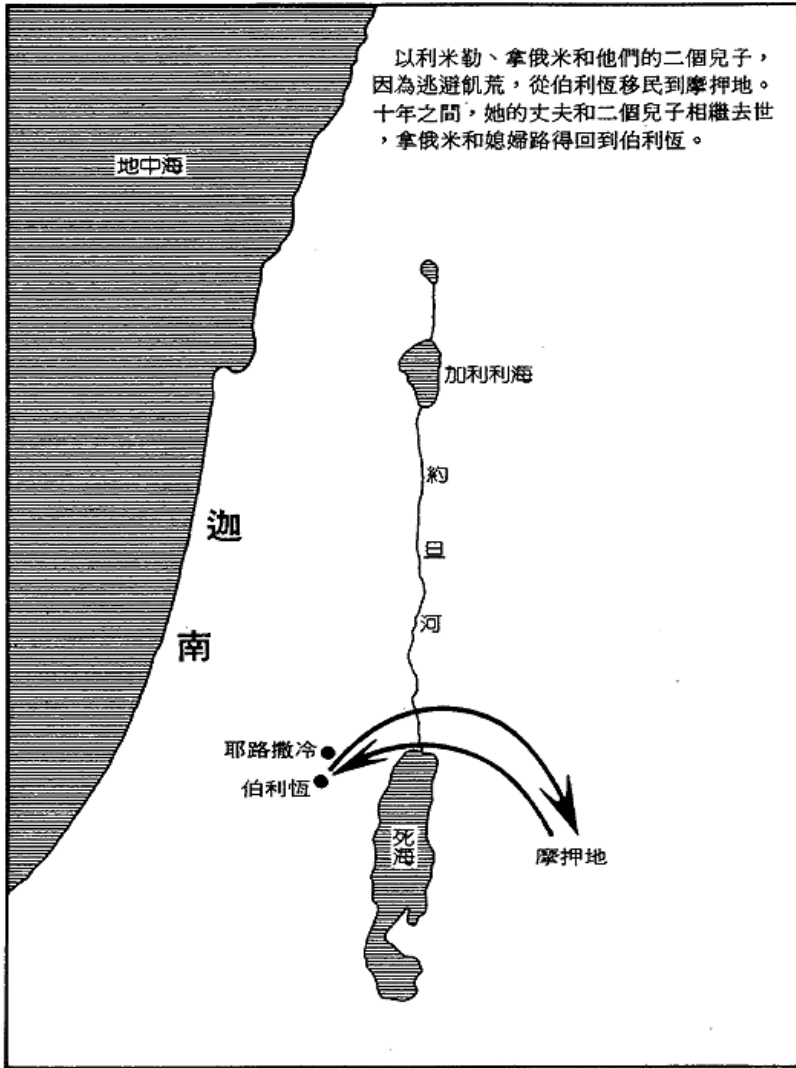 以利米勒、拿俄米和他們的二個兒子，
因為逃避飢荒，從伯利恆移民到摩押地。
十年之間，她的丈夫和二個兒子相繼去世
，拿俄米和媳婦路得回到伯利恆。
地中海
加利利海
約
旦
河
迦
南
耶路撒冷
伯利恆
死
海
摩押地